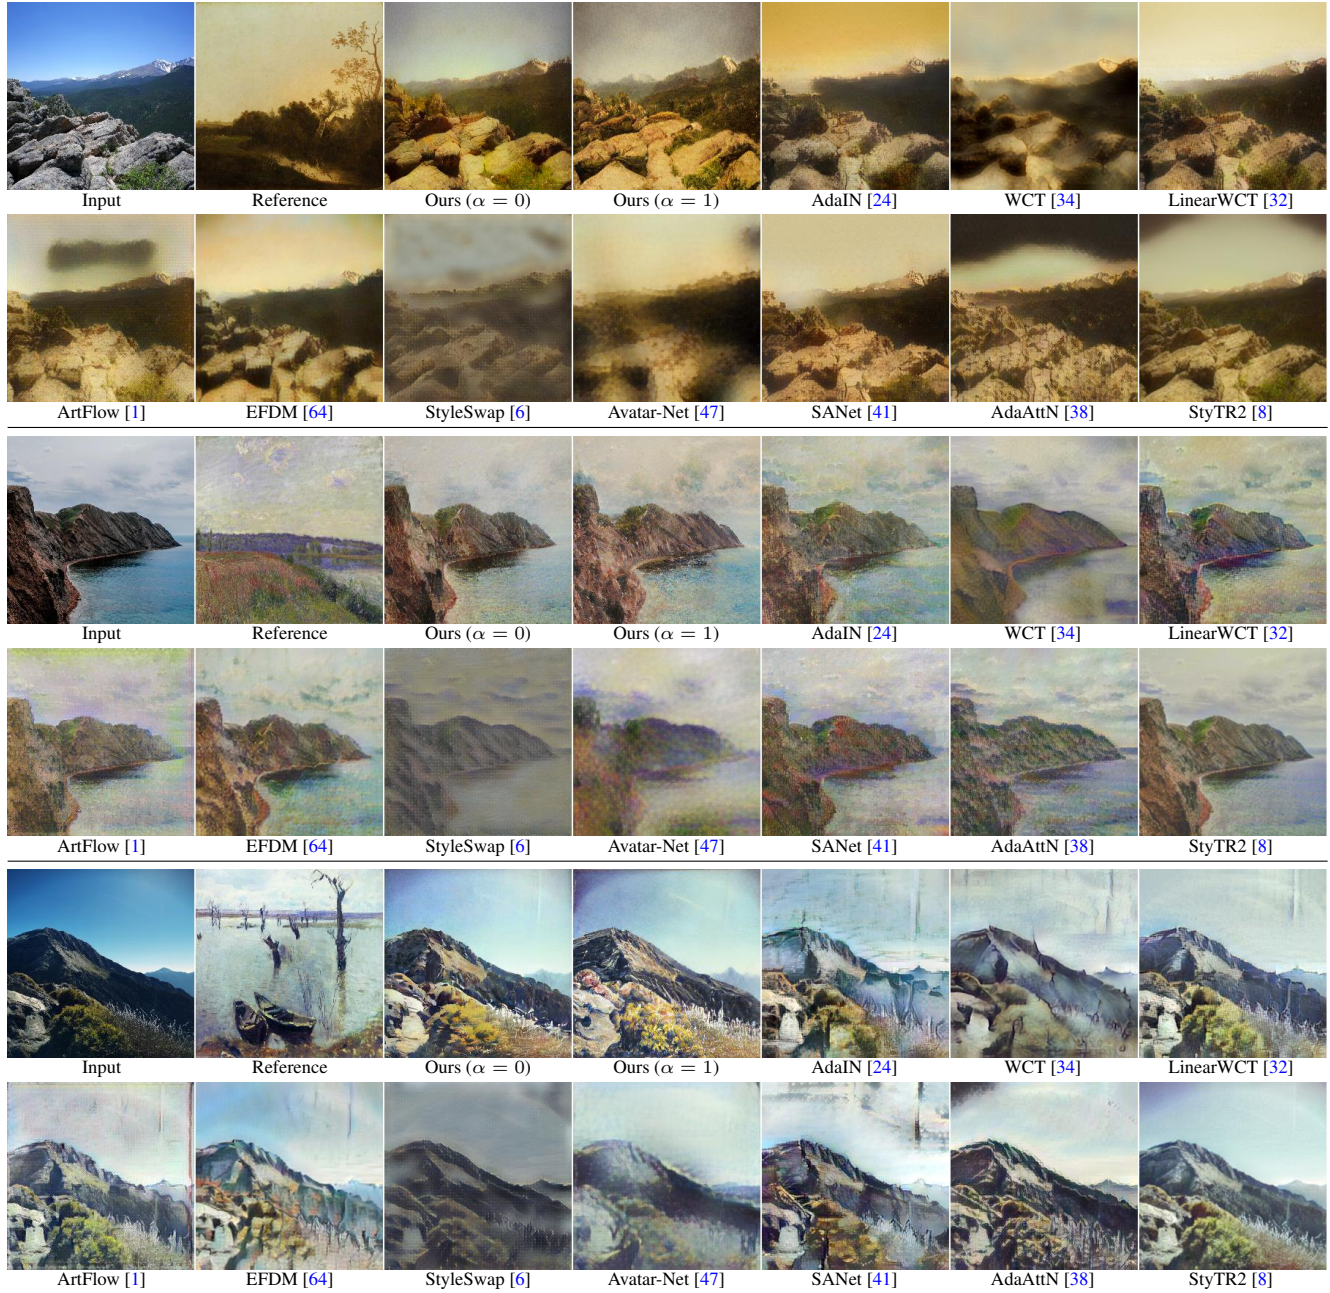 Input Reference Ours (α = 0) Ours (α = 1) AdaIN [24] WCT [34] LinearWCT [32]
ArtFlow [1] EFDM [64] StyleSwap [6] Avatar-Net [47] SANet [41] AdaAttN [38] StyTR2 [8]
Input Reference Ours (α = 0) Ours (α = 1) AdaIN [24] WCT [34] LinearWCT [32]
ArtFlow [1] EFDM [64] StyleSwap [6] Avatar-Net [47] SANet [41] AdaAttN [38] StyTR2 [8]
Input Reference Ours (α = 0) Ours (α = 1) AdaIN [24] WCT [34] LinearWCT [32]
ArtFlow [1] EFDM [64] StyleSwap [6] Avatar-Net [47] SANet [41] AdaAttN [38] StyTR2 [8]